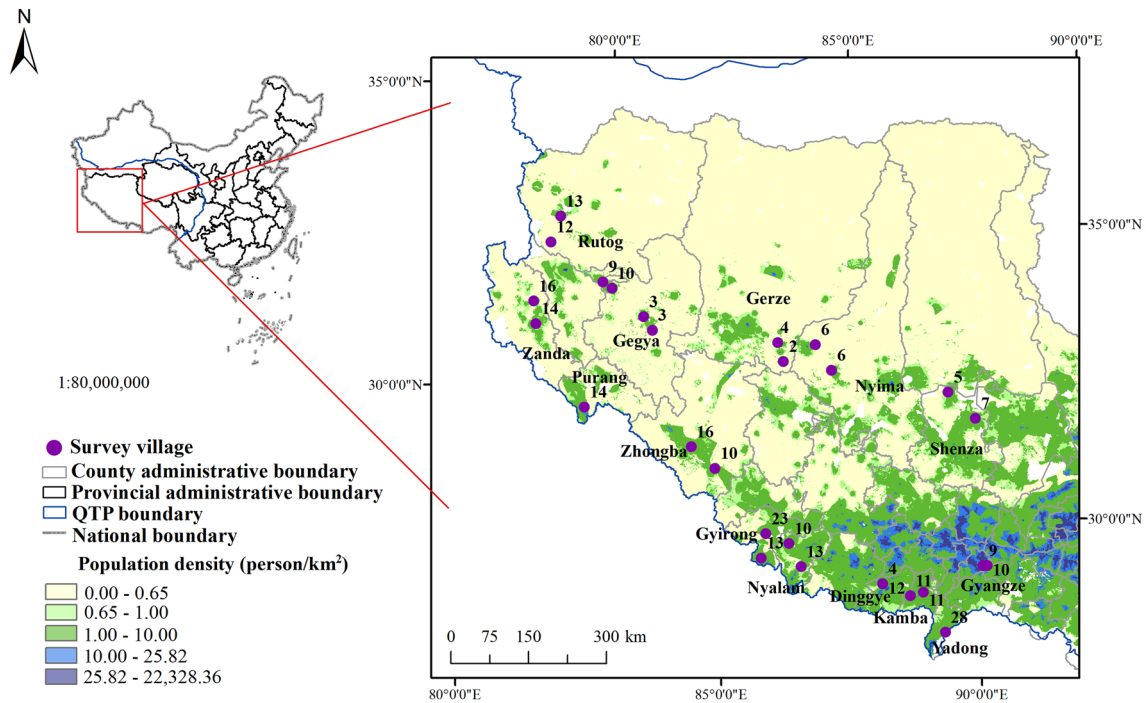 N
80°0'0"E
85°0'0"E
90°0'0"E
35°0'0"N
13
12
Rutog
35°0'0"N
9
10
16
14
3
3
Gerze
Gegya
4
6
2
6
Zanda
Purang
14
1:80,000,000
30°0'0"N
Nyima
5
7
16
Zhongba
10
Shenza
Survey village
County administrative boundary
Provincial administrative boundary
QTP boundary
National boundary
23
10
Gyirong
13
13
30°0'0"N
9
10
Gyangze
Nyalam
4
12
11
11
Dinggye
Kamba
28
Yadong
Population density (person/km²)
0.00 - 0.65
0.65 - 1.00
1.00 - 10.00
10.00 - 25.82
25.82 - 22,328.36
0 75 150 300 km
80°0'0"E
85°0'0"E
90°0'0"E